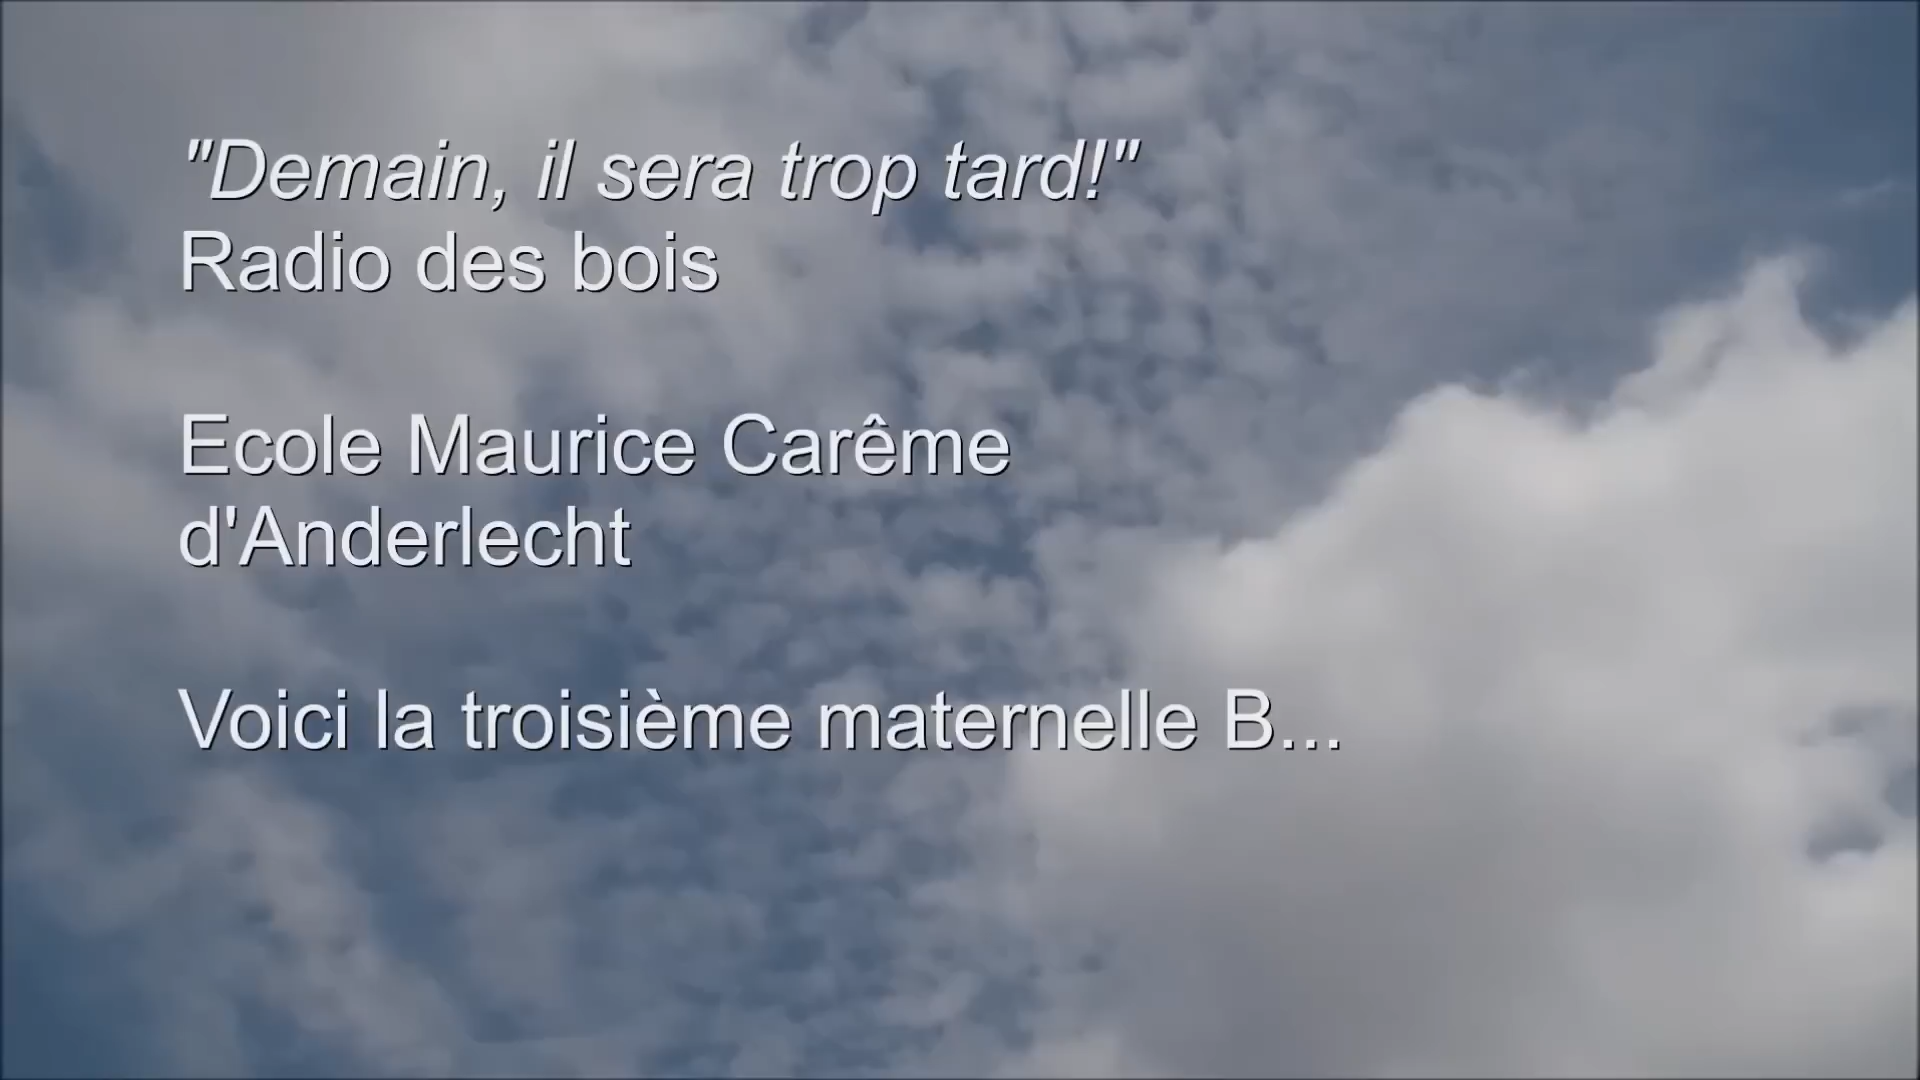 "Demain, il sera trop tard!"
Radio des bois
Ecole Maurice Carême
d'Anderlecht
Voici la troisième maternelle B...